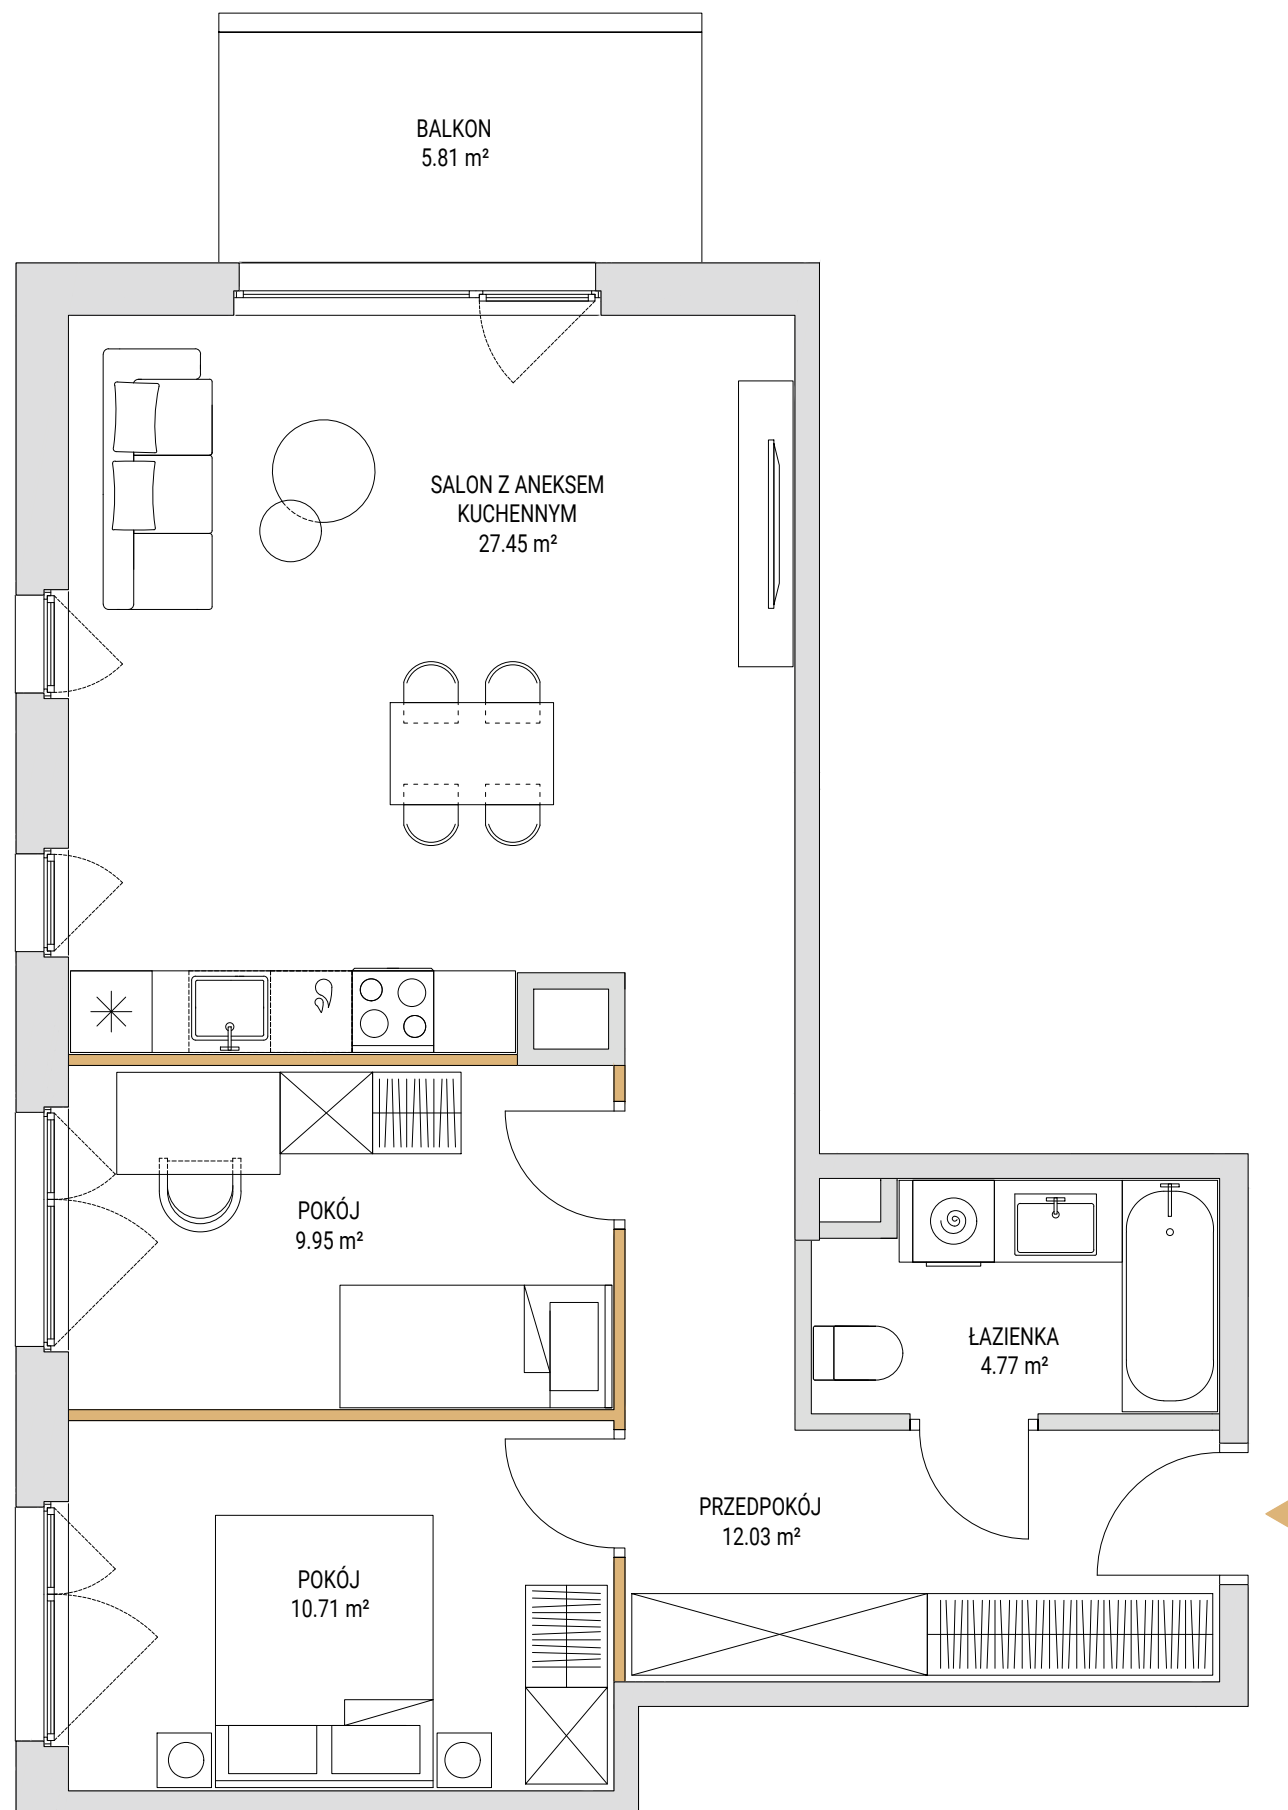 BALKON
5.81 m²
SALON Z ANEKSEM
KUCHENNYM
27.45 m²
POKÓJ
9.95 m²
ŁAZIENKA
4.77 m²
PRZEDPOKÓJ
12.03 m²
POKÓJ
10.71 m²